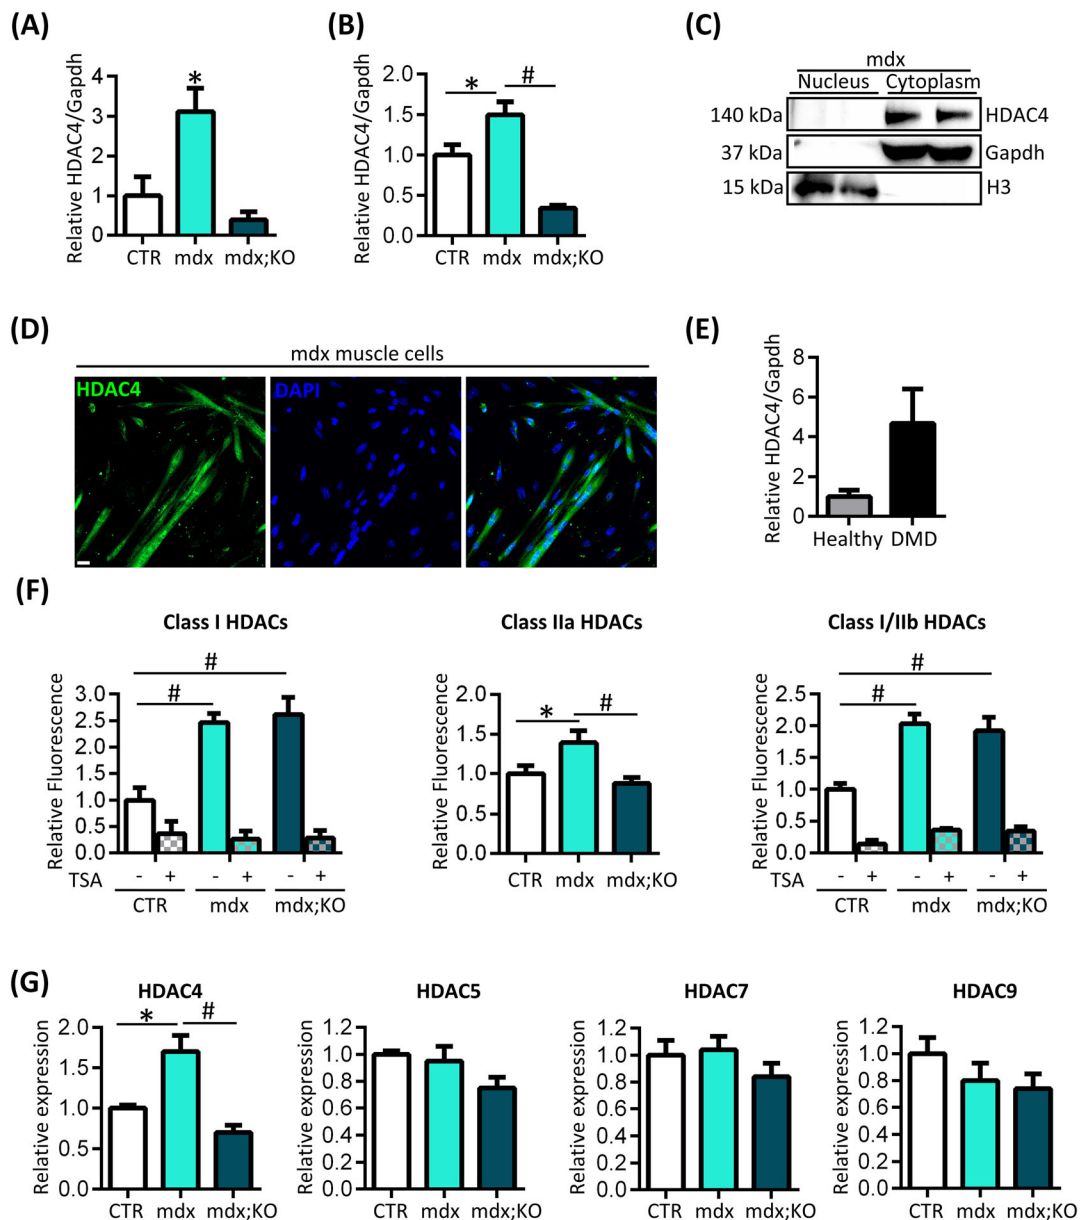 (A)
Relative HDAC4/Gapdh
4
3
2
1
0
*
CTR mdx mdx;KO
(B)
Relative HDAC4/Gapdh
2.0
1.5
1.0
0.5
0.0
* #
CTR mdx mdx;KO
(C)
mdx
Nucleus Cytoplasm
140 kDa HDAC4
37 kDa Gapdh
15 kDa H3
(D)
mdx muscle cells
HDAC4 DAPI
(E)
Relative HDAC4/Gapdh
8
6
4
2
0
Healthy DMD
(F)
Class I HDACs
Relative Fluorescence
3.0
2.5
2.0
1.5
1.0
0.5
0.0
#
#
TSA - + - + - +
CTR mdx mdx;KO
Class IIa HDACs
Relative Fluorescence
2.0
1.5
1.0
0.5
0.0
* #
CTR mdx mdx;KO
Class I/IIb HDACs
Relative Fluorescence
2.5
2.0
1.5
1.0
0.5
0.0
#
#
TSA - + - + - +
CTR mdx mdx;KO
(G)
HDAC4
Relative expression
2.0
1.5
1.0
0.5
0.0
* #
CTR mdx mdx;KO
HDAC5
Relative expression
1.2
1.0
0.8
0.6
0.4
0.2
0.0
CTR mdx mdx;KO
HDAC7
Relative expression
1.2
1.0
0.8
0.6
0.4
0.2
0.0
CTR mdx mdx;KO
HDAC9
Relative expression
1.2
1.0
0.8
0.6
0.4
0.2
0.0
CTR mdx mdx;KO